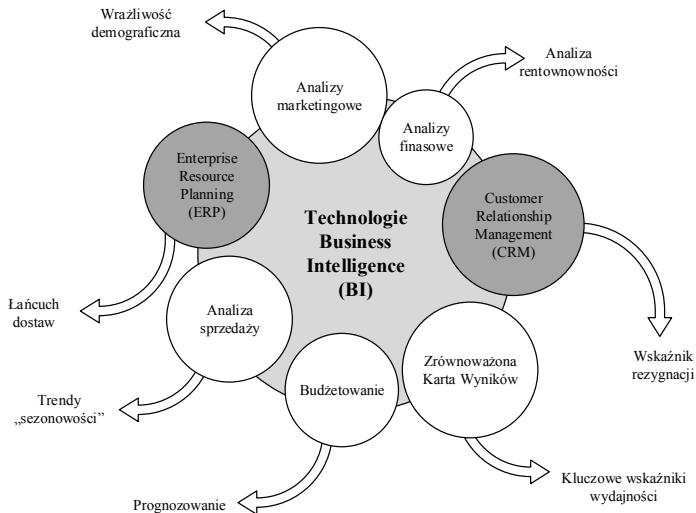 Wrażliwość
demograficzna
Analizy
marketingowe
Analiza
rentownowności
Analizy
finasowe
Enterprise
Resource
Planning
(ERP)
Customer
Relationship
Management
(CRM)
Technologie
Business
Intelligence
(BI)
Łańcuch
dostaw
Analiza
sprzedaży
Zrównoważona
Karta Wyników
Wskaźnik
rezygnacji
Budżetowanie
Trendy
„sezonowości”
Kluczowe wskaźniki
wydajności
Prognozowanie